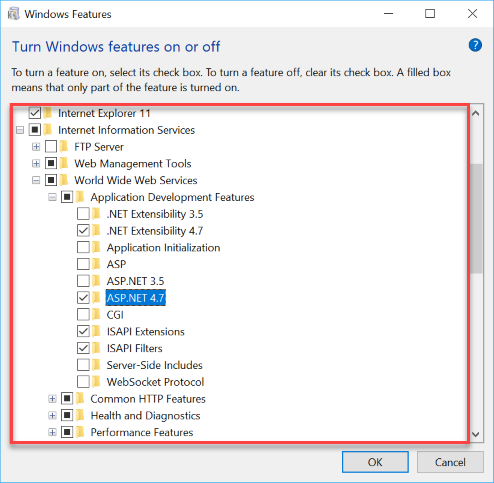 Windows Features
Turn Windows features on or off
To turn a feature on, select its check box. To turn a feature off, clear its check box. A filled box
means that only part of the feature is turned on.
Internet Explorer 11
Internet Information Services
FTP Server
Web Management Tools
World Wide Web Services
Application Development Features
.NET Extensibility 3.5
.NET Extensibility 4.7
Application Initialization
ASP
ASP.NET 3.5
ASP.NET 4.7
CGI
ISAPI Extensions
ISAPI Filters
Server-Side Includes
WebSocket Protocol
Common HTTP Features
Health and Diagnostics
Performance Features
OK
Cancel